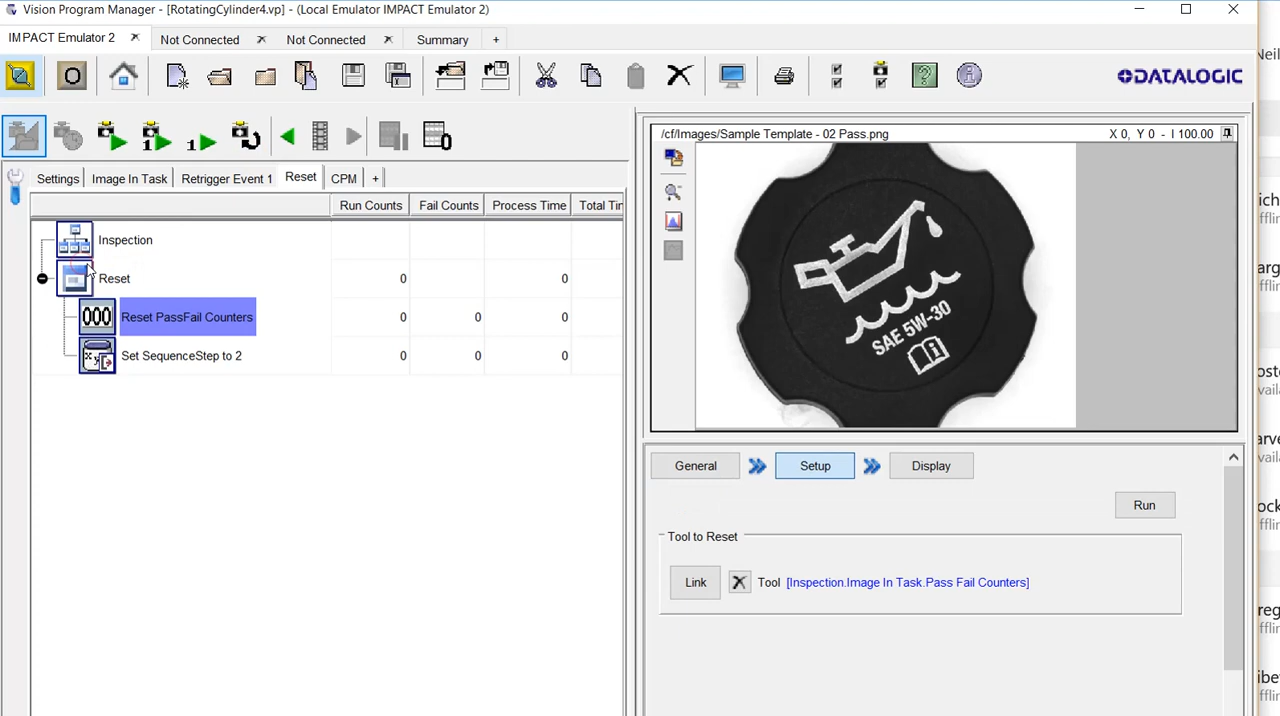 Vision Program Manager - [RotatingCylinder4.vp] - (Local Emulator IMPACT Emulator 2)
IMPACT Emulator 2
Not Connected
Not Connected
Summary
+
DATALOGIC
Settings
Image In Task
Retrigger Event 1
Reset
CPM
+
Run Counts
Fail Counts
Process Time
Total Tim
Inspection
Reset
0
0
000
Reset PassFail Counters
0
0
0
Set SequenceStep to 2
0
0
0
/cf/Images/Sample Template - 02 Pass.png
X 0, Y 0 - I 100.00
SAE 5W-30
General
Setup
Display
Run
Tool to Reset
Link
Tool
[Inspection.Image In Task.Pass Fail Counters]